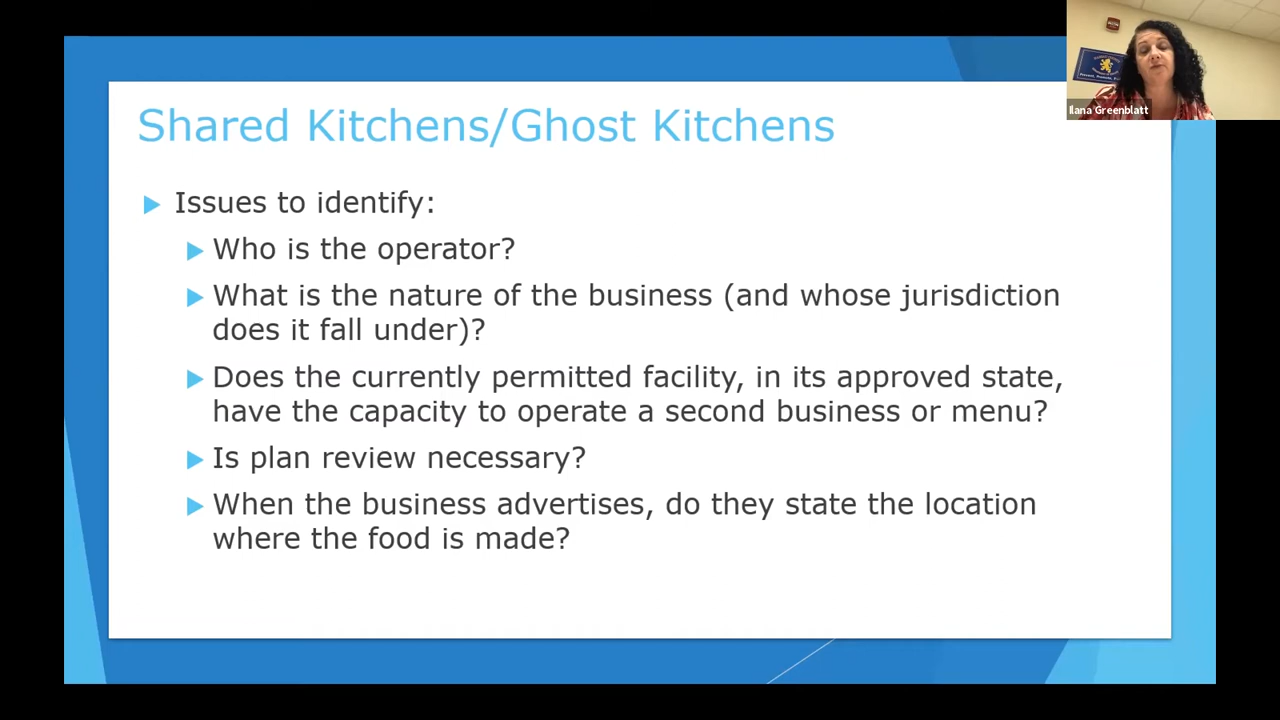 Shared Kitchens/Ghost Kitchens
Issues to identify:
Who is the operator?
What is the nature of the business (and whose jurisdiction
does it fall under)?
Does the currently permitted facility, in its approved state,
have the capacity to operate a second business or menu?
Is plan review necessary?
When the business advertises, do they state the location
where the food is made?
Ilana Greenblatt